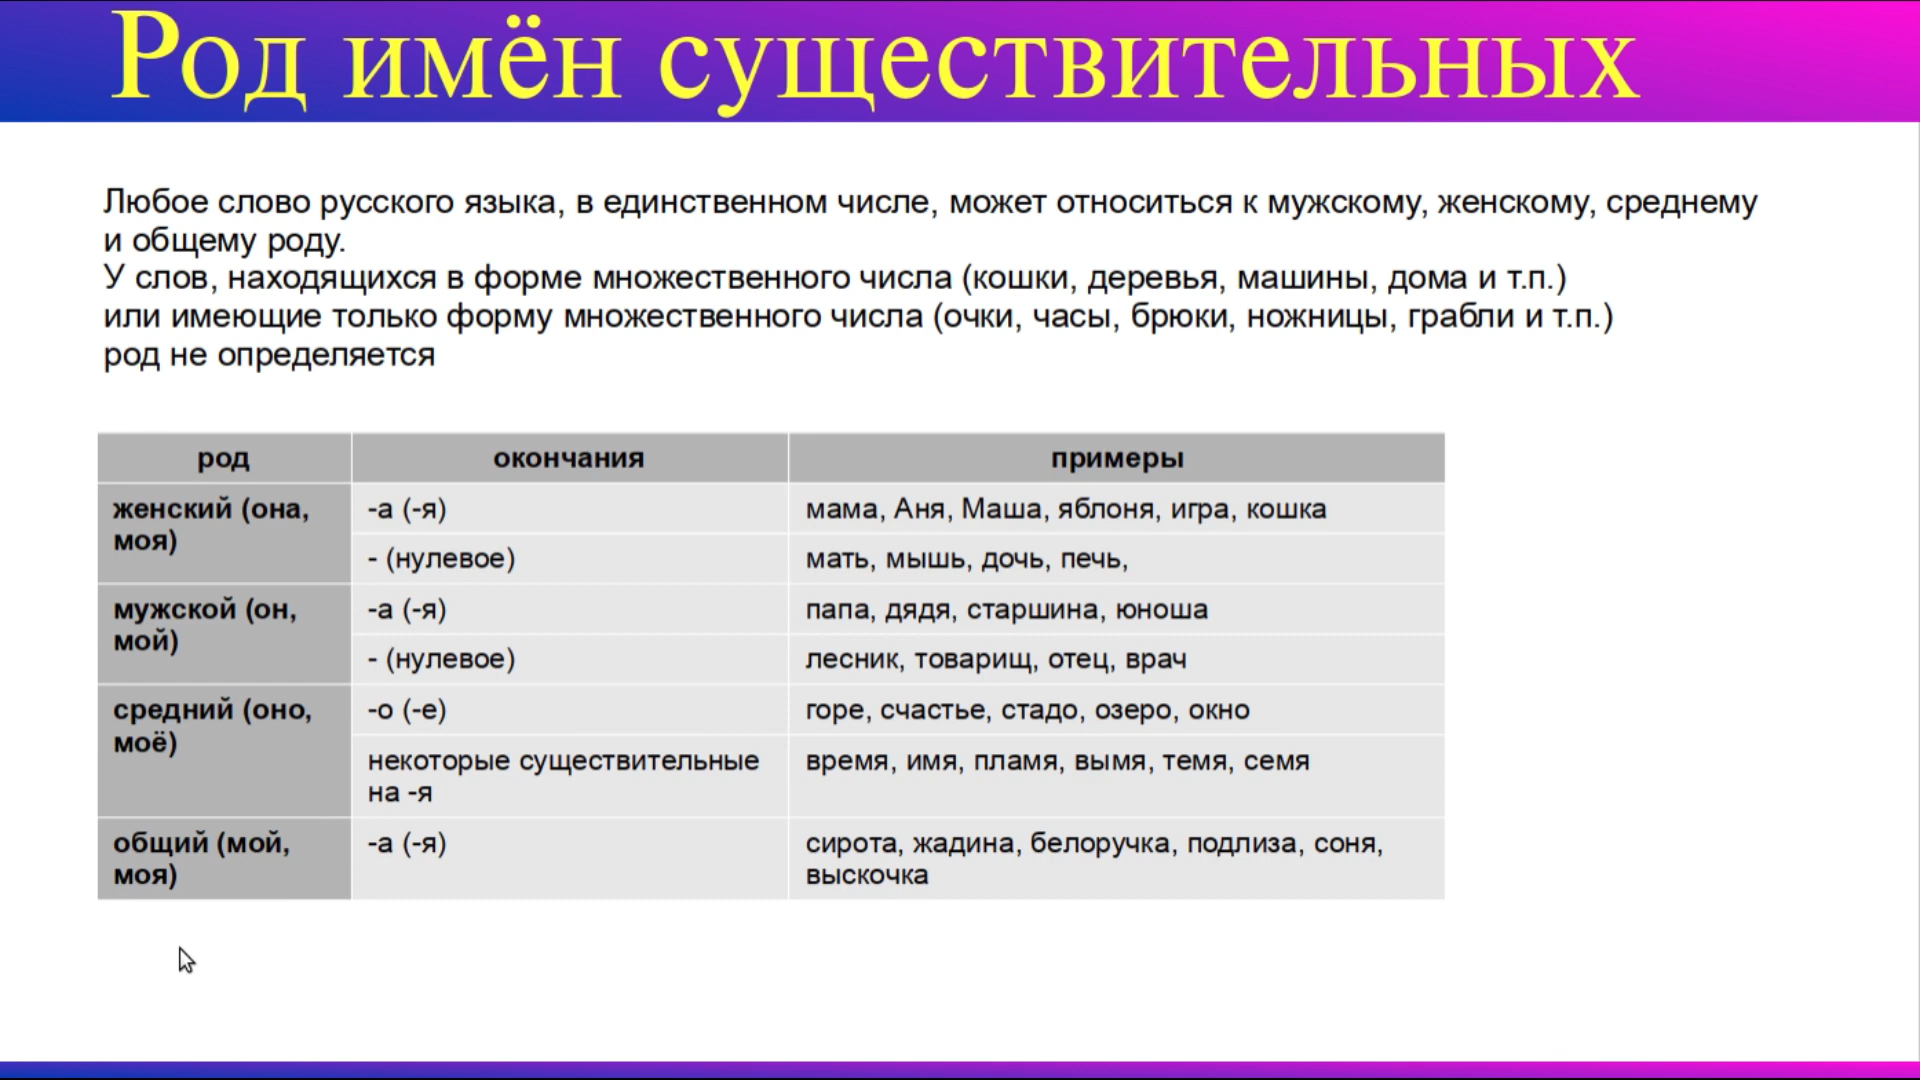 Род имён существительных
Любое слово русского языка, в единственном числе, может относиться к мужскому, женскому, среднему
и общему роду.
У слов, находящихся в форме множественного числа (кошки, деревья, машины, дома и т.п.)
или имеющие только форму множественного числа (очки, часы, брюки, ножницы, грабли и т.п.)
род не определяется
род окончания примеры
женский (она,
моя)
-а (-я) мама, Аня, Маша, яблоня, игра, кошка
- (нулевое) мать, мышь, дочь, печь,
мужской (он,
мой)
-а (-я) папа, дядя, старшина, юноша
- (нулевое) лесник, товарищ, отец, врач
средний (оно,
моё)
-о (-е) горе, счастье, стадо, озеро, окно
некоторые существительные
на -я
время, имя, пламя, вымя, темя, семя
общий (мой,
моя)
-а (-я)
сирота, жадина, белоручка, подлиза, соня,
выскочка